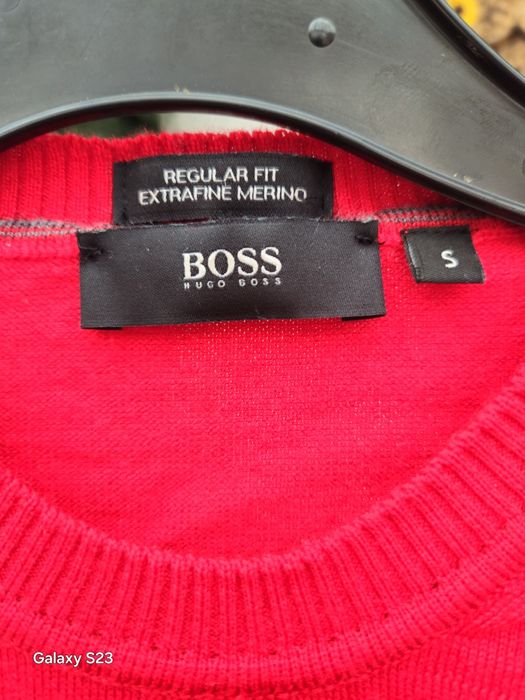 REGULAR FIT
EXTRAFINE MERINO
BOSS
HUGO BOSS
S
Galaxy S23